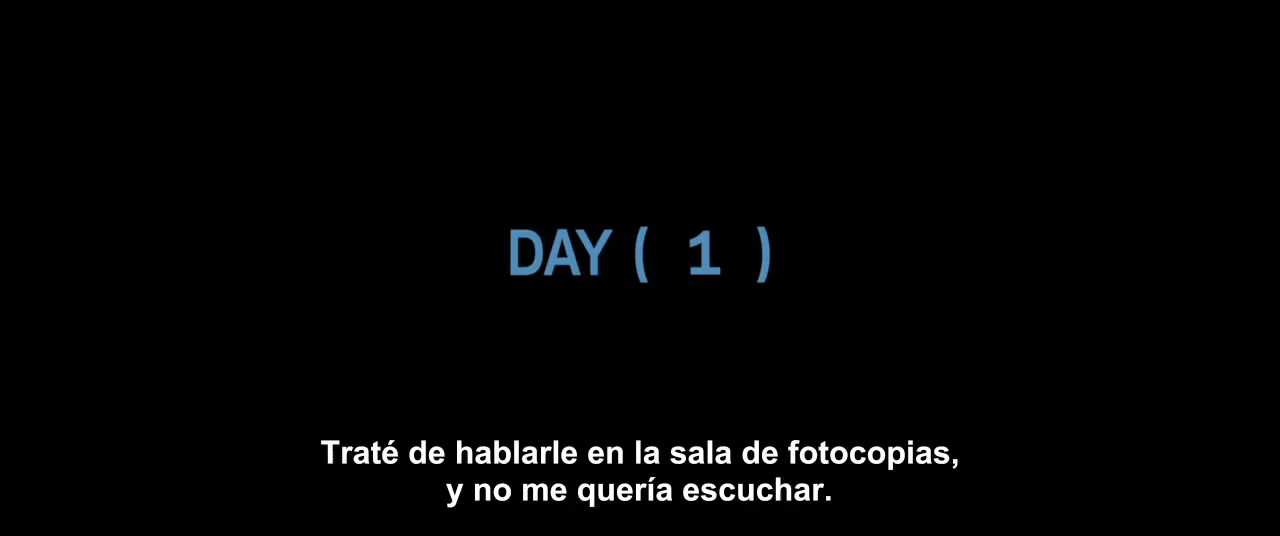 DAY ( 1 )
Traté de hablarle en la sala de fotocopias,
y no me quería escuchar.